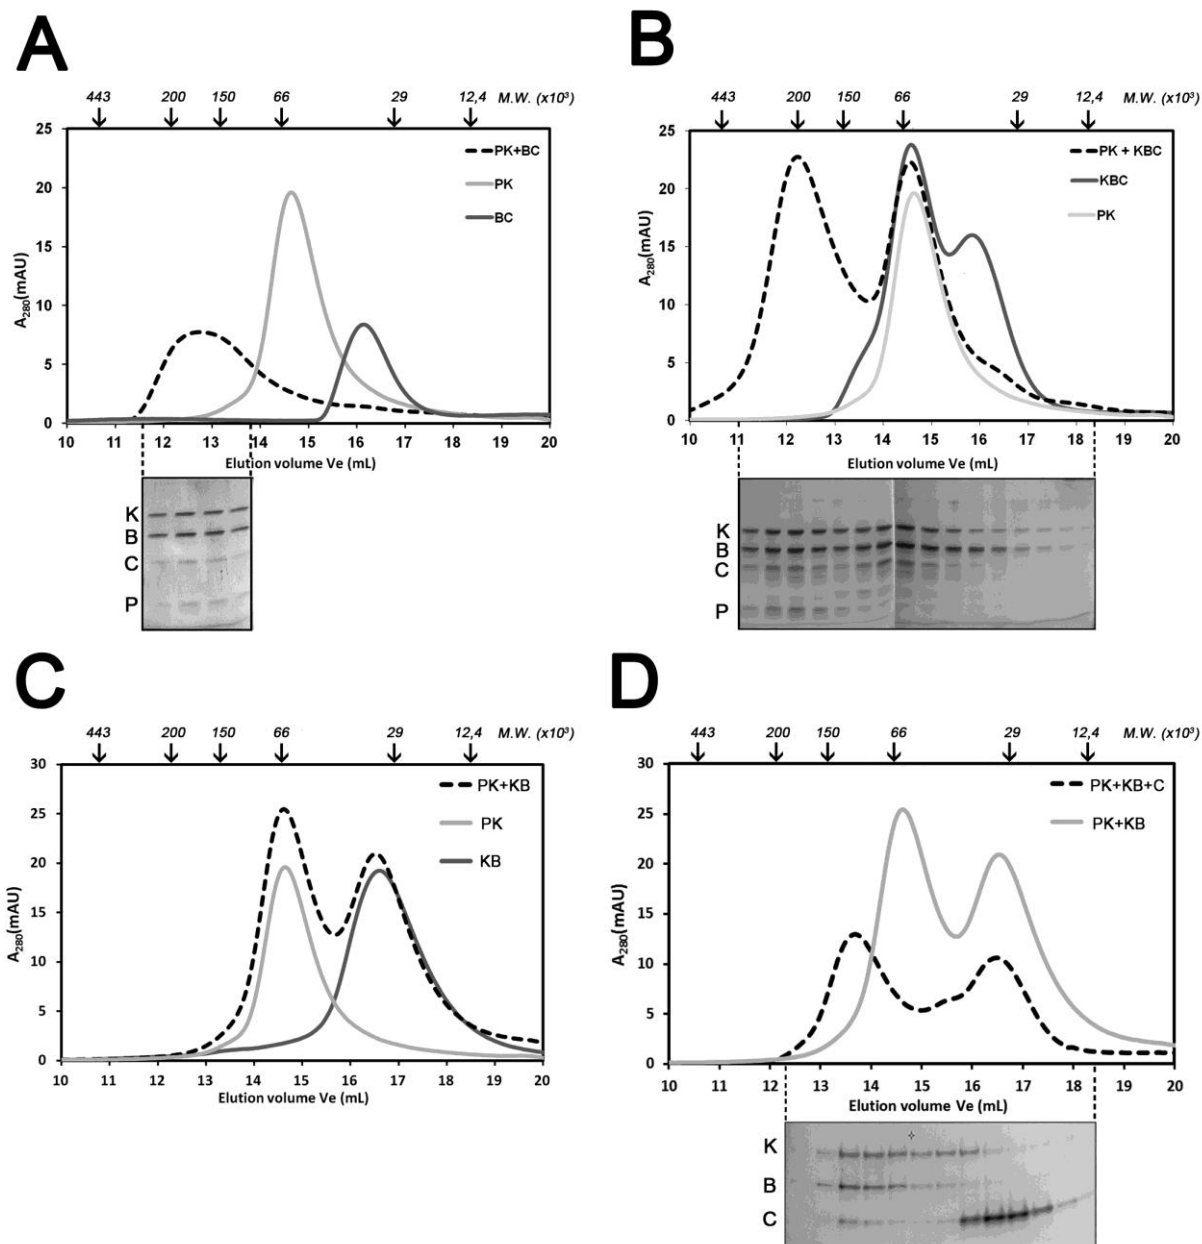 A
443 200 150 66 29 12,4 M.W. (x10³)
25
20
15
10
5
0
A₂₈₀(mAU)
PK+BC
PK
BC
10 11 12 13 14 15 16 17 18 19 20
Elution volume Ve (mL)
K
B
C
P
B
443 200 150 66 29 12,4 M.W. (x10³)
25
20
15
10
5
0
A₂₈₀(mAU)
PK + KBC
KBC
PK
10 11 12 13 14 15 16 17 18 19 20
Elution volume Ve (mL)
K
B
C
P
C
443 200 150 66 29 12,4 M.W. (x10³)
30
25
20
15
10
5
0
A₂₈₀(mAU)
PK+KB
PK
KB
10 11 12 13 14 15 16 17 18 19 20
Elution volume Ve (mL)
D
443 200 150 66 29 12,4 M.W. (x10³)
30
25
20
15
10
5
0
A₂₈₀(mAU)
PK+KB+C
PK+KB
10 11 12 13 14 15 16 17 18 19 20
Elution volume Ve (mL)
K
B
C